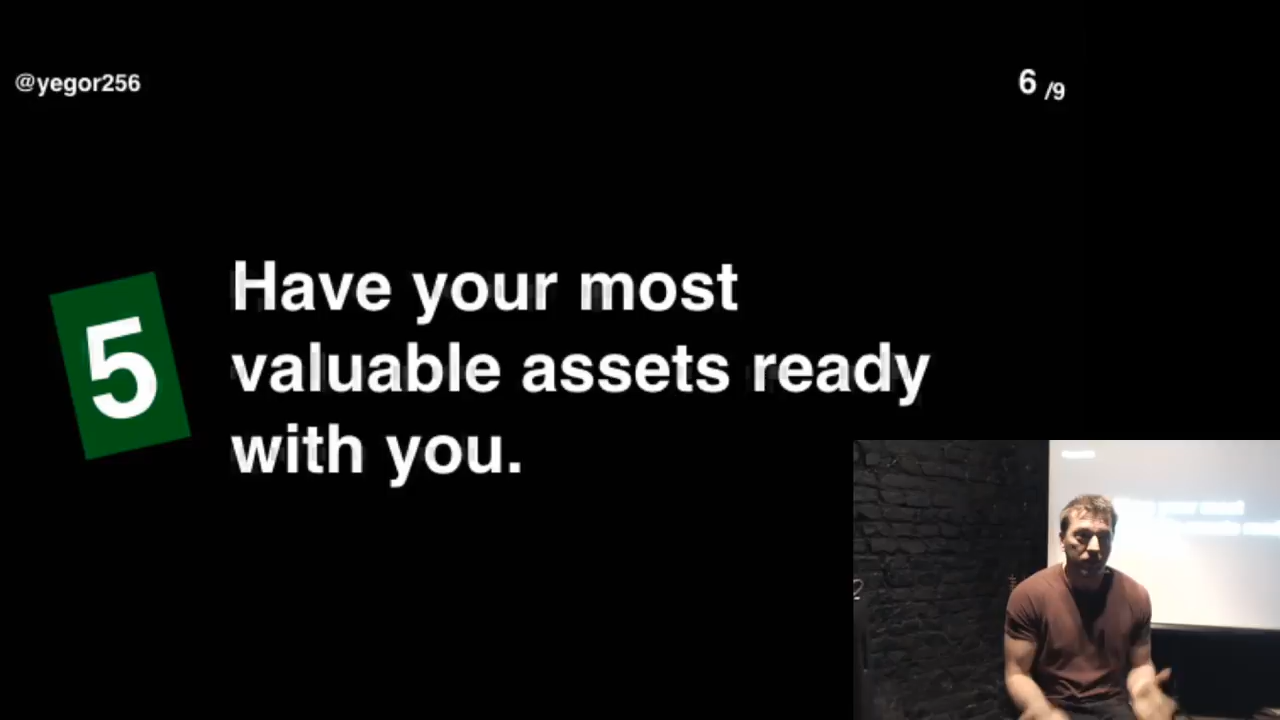 @yegor256
6 /9
5
Have your most
valuable assets ready
with you.